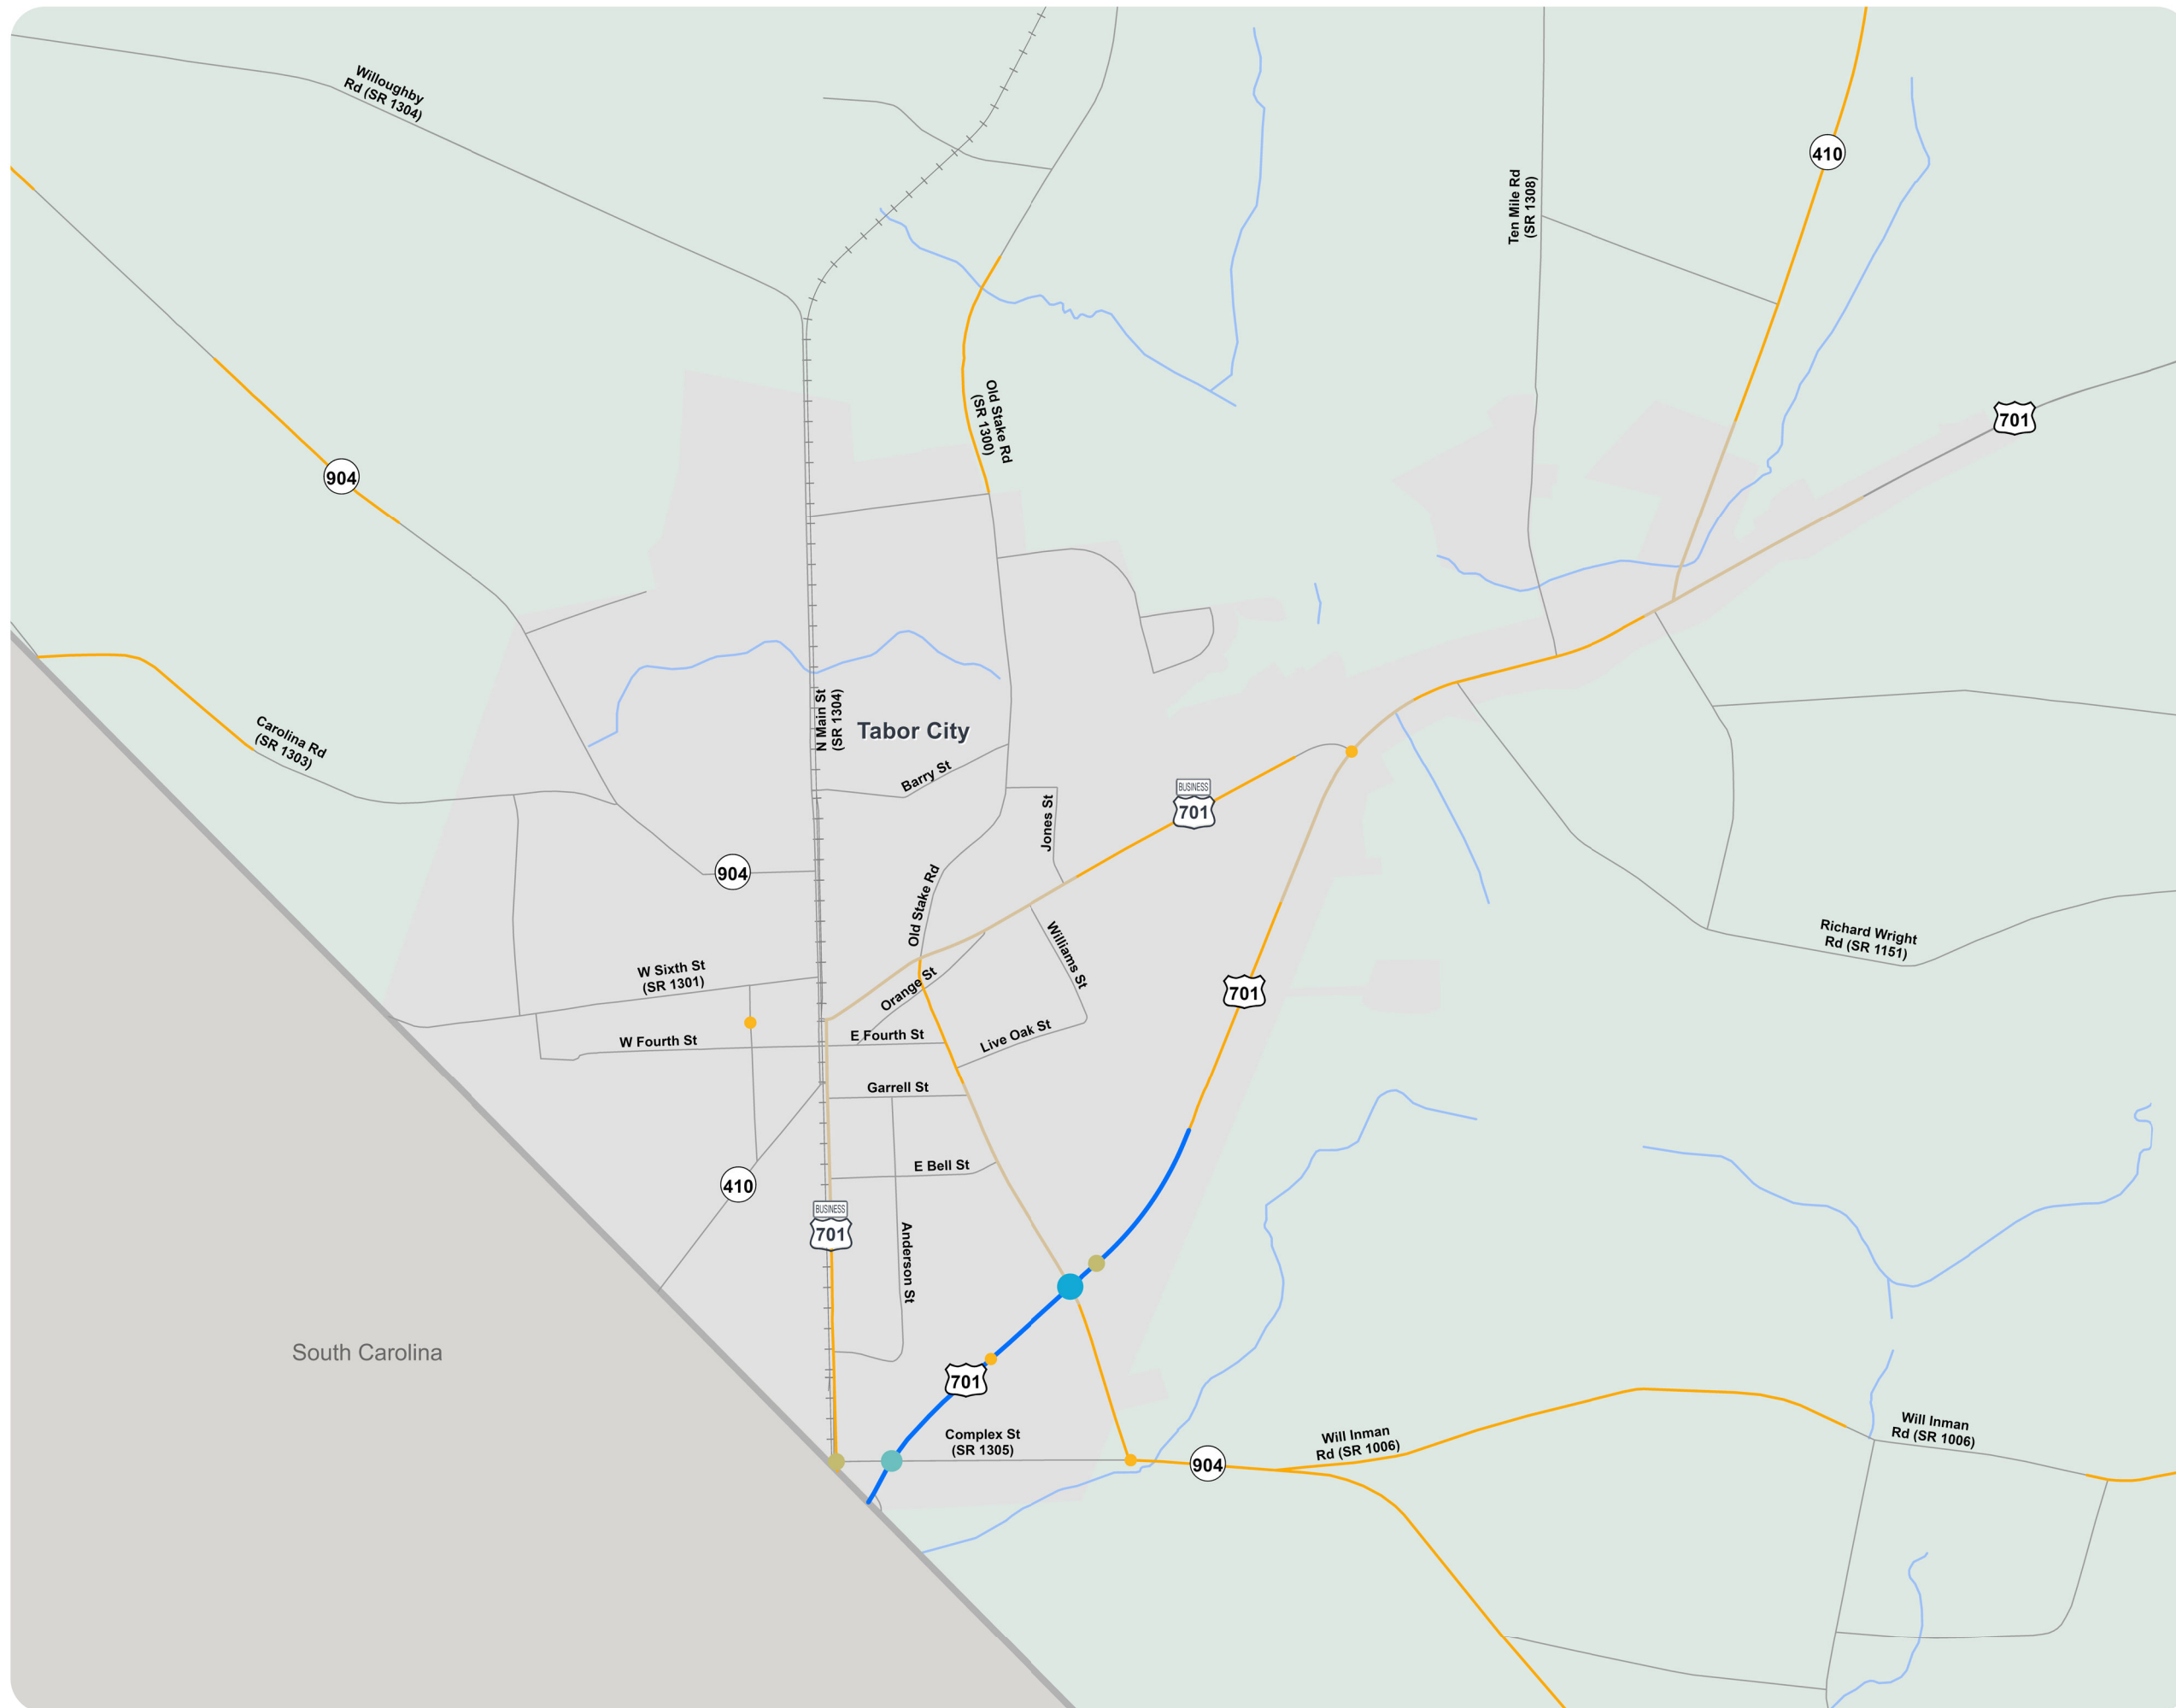 Willoughby
Rd (SR 1304)
410
Ten Mile Rd
(SR 1308)
701
Old Stake Rd
(SR 1300)
904
N Main St
(SR 1304)
Tabor City
Carolina Rd
(SR 1303)
Barry St
BUSINESS
701
Jones St
904
Old Stake Rd
Williams St
Richard Wright
Rd (SR 1151)
W Sixth St
(SR 1301)
Orange St
701
W Fourth St
E Fourth St
Live Oak St
Garrell St
E Bell St
410
BUSINESS
701
Anderson St
South Carolina
701
Complex St
(SR 1305)
Will Inman
Rd (SR 1006)
Will Inman
Rd (SR 1006)
904